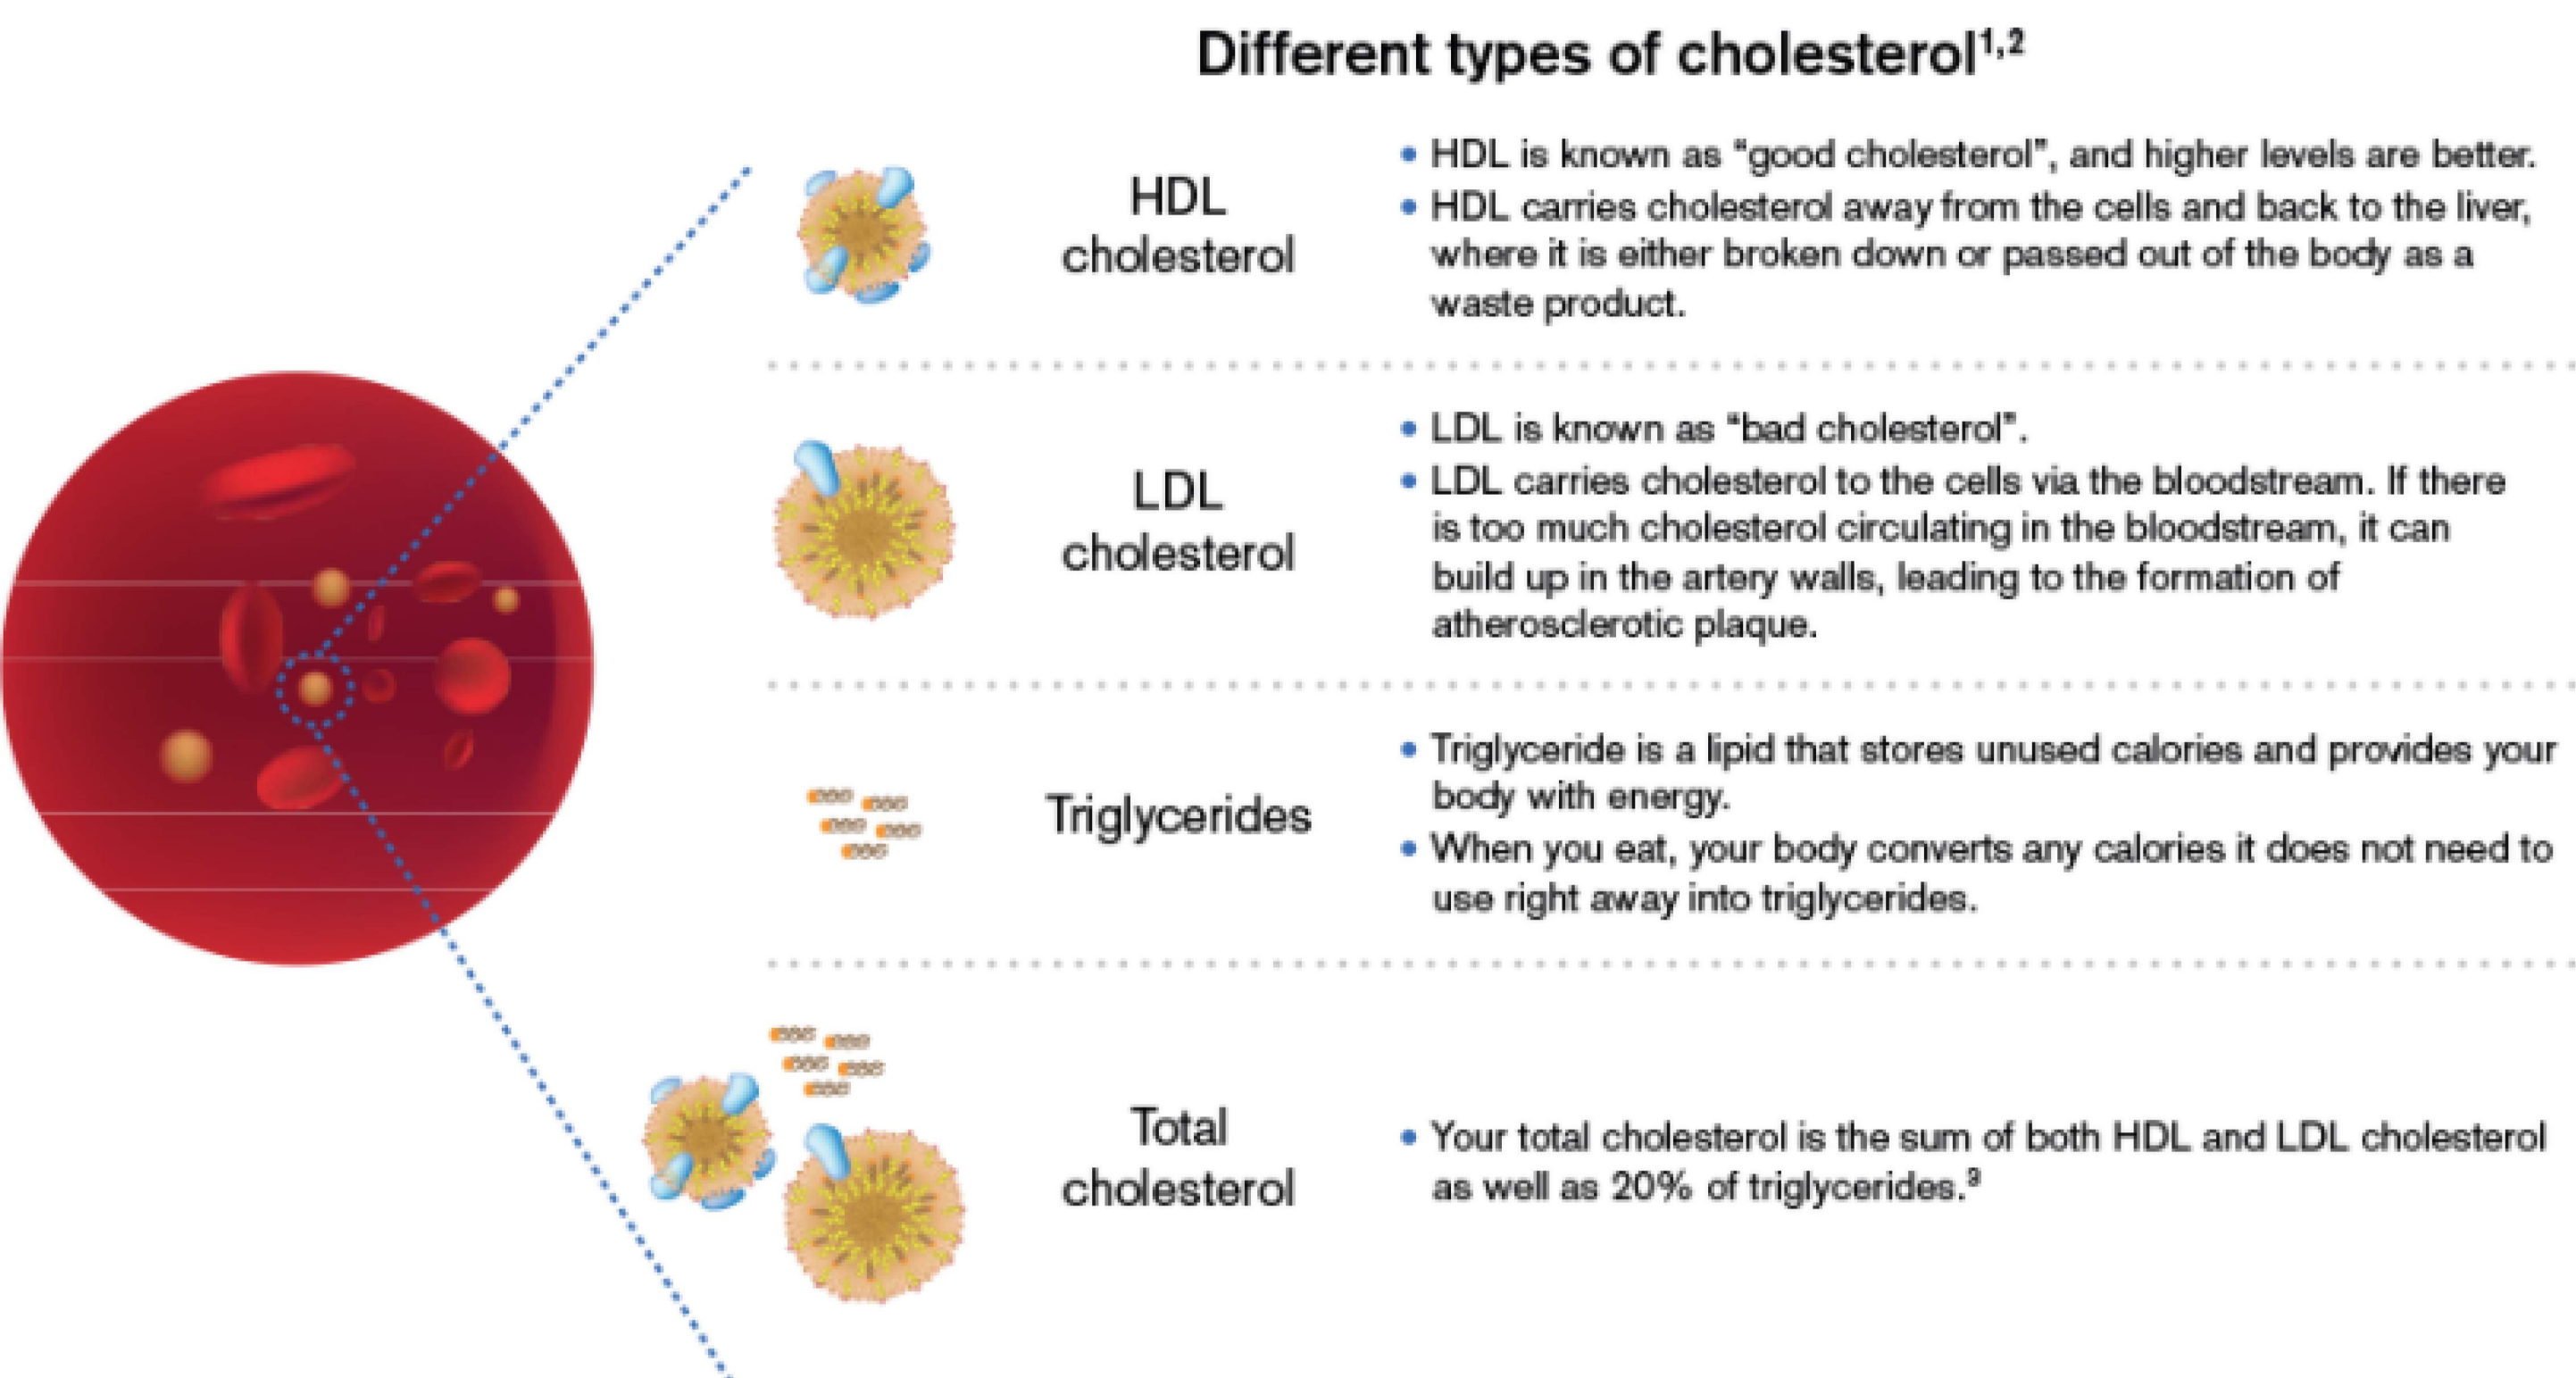 Different types of cholesterol¹,²
HDL
cholesterol
• HDL is known as “good cholesterol”, and higher levels are better.
• HDL carries cholesterol away from the cells and back to the liver,
where it is either broken down or passed out of the body as a
waste product.
LDL
cholesterol
• LDL is known as “bad cholesterol”.
• LDL carries cholesterol to the cells via the bloodstream. If there
is too much cholesterol circulating in the bloodstream, it can
build up in the artery walls, leading to the formation of
atherosclerotic plaque.
Triglycerides
• Triglyceride is a lipid that stores unused calories and provides your
body with energy.
• When you eat, your body converts any calories it does not need to
use right away into triglycerides.
Total
cholesterol
• Your total cholesterol is the sum of both HDL and LDL cholesterol
as well as 20% of triglycerides.³